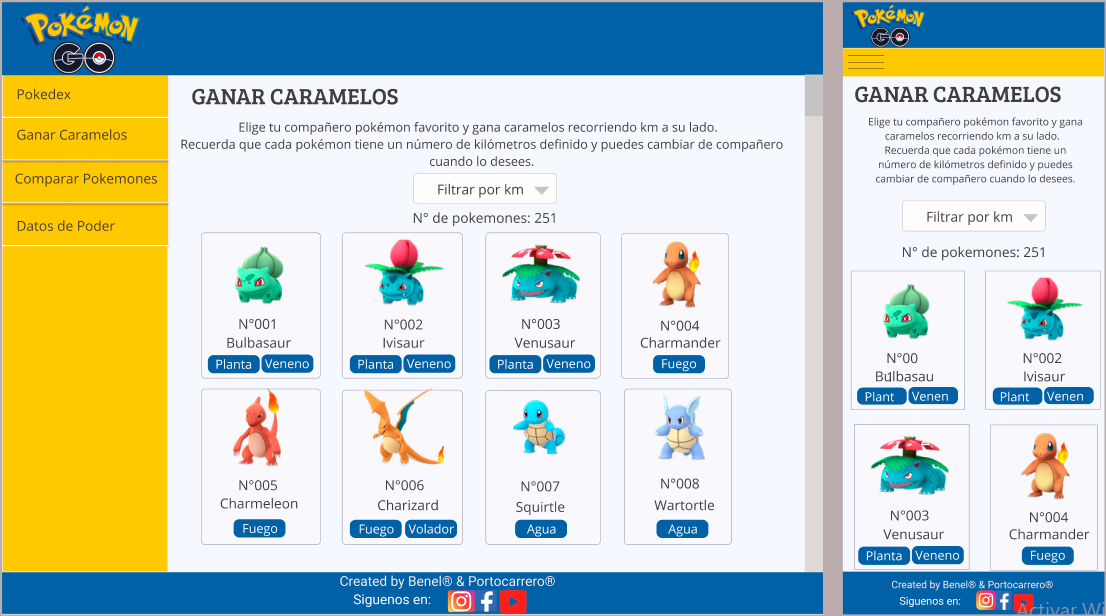 POKÉMON
GO
Pokedex
Ganar Caramelos
Comparar Pokemones
Datos de Poder
GANAR CARAMELOS
Elige tu compañero pokémon favorito y gana caramelos recorriendo km a su lado.
Recuerda que cada pokémon tiene un número de kilómetros definido y puedes cambiar de compañero
cuando lo desees.
Filtrar por km
N° de pokemones: 251
N°001
Bulbasaur
Planta Veneno
N°002
Ivisaur
Planta Veneno
N°003
Venusaur
Planta Veneno
N°004
Charmander
Fuego
N°005
Charmeleon
Fuego
N°006
Charizard
Fuego Volador
N°007
Squirtle
Agua
N°008
Wartortle
Agua
Created by Benel® & Portocarrero®
Siguenos en:
POKÉMON
GO
GANAR CARAMELOS
Elige tu compañero pokémon favorito y gana
caramelos recorriendo km a su lado.
Recuerda que cada pokémon tiene un
número de kilómetros definido y puedes
cambiar de compañero cuando lo desees.
Filtrar por km
N° de pokemones: 251
N°00
1
Bulbasau
Plant Venen
N°002
Ivisaur
Plant Venen
N°003
Venusaur
Planta Veneno
N°004
Charmander
Fuego
Created by Benel® & Portocarrero®
Siguenos en:
Activar Wi